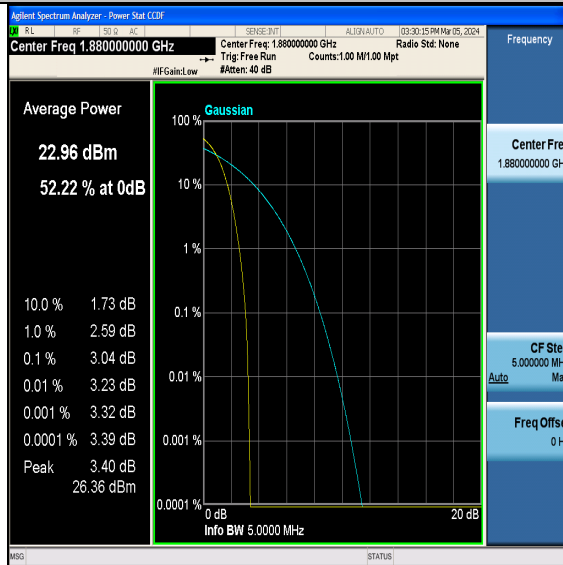 Agilent Spectrum Analyzer - Power Stat CCDF
RL RF 50 Ω AC SENSE:INT ALIGN AUTO 03:30:15 PM Mar 05, 2024
Center Freq 1.880000000 GHz
Center Freq: 1.880000000 GHz Radio Std: None
Trig: Free Run Counts:1.00 M/1.00 Mpt
#IFGain:Low #Atten: 40 dB
Frequency
Average Power
22.96 dBm
52.22 % at 0dB
10.0 % 1.73 dB
1.0 % 2.59 dB
0.1 % 3.04 dB
0.01 % 3.23 dB
0.001 % 3.32 dB
0.0001 % 3.39 dB
Peak 3.40 dB
26.36 dBm
Gaussian
100 %
10 %
1 %
0.1 %
0.01 %
0.001 %
0.0001 %
0 dB 20 dB
Info BW 5.0000 MHz
Center Fre
1.880000000 GH
CF Ste
5.000000 MH
Auto Ma
Freq Offs
0 H
MSG STATUS